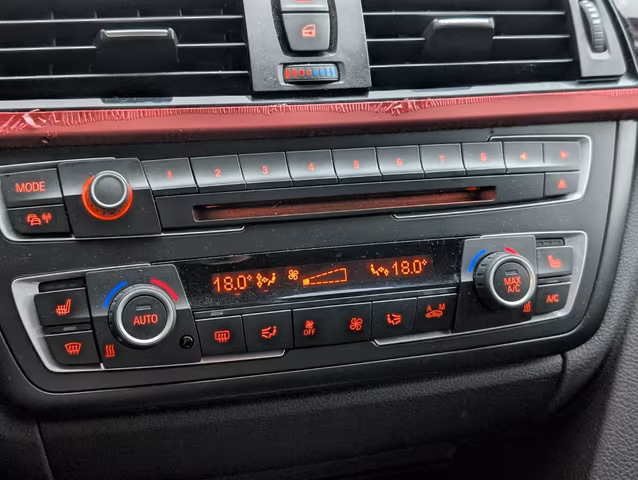 MODE
1 2 3 4 5 6 7 8
18.0° 18.0°
AUTO
MAX A/C
A/C
OFF
A M